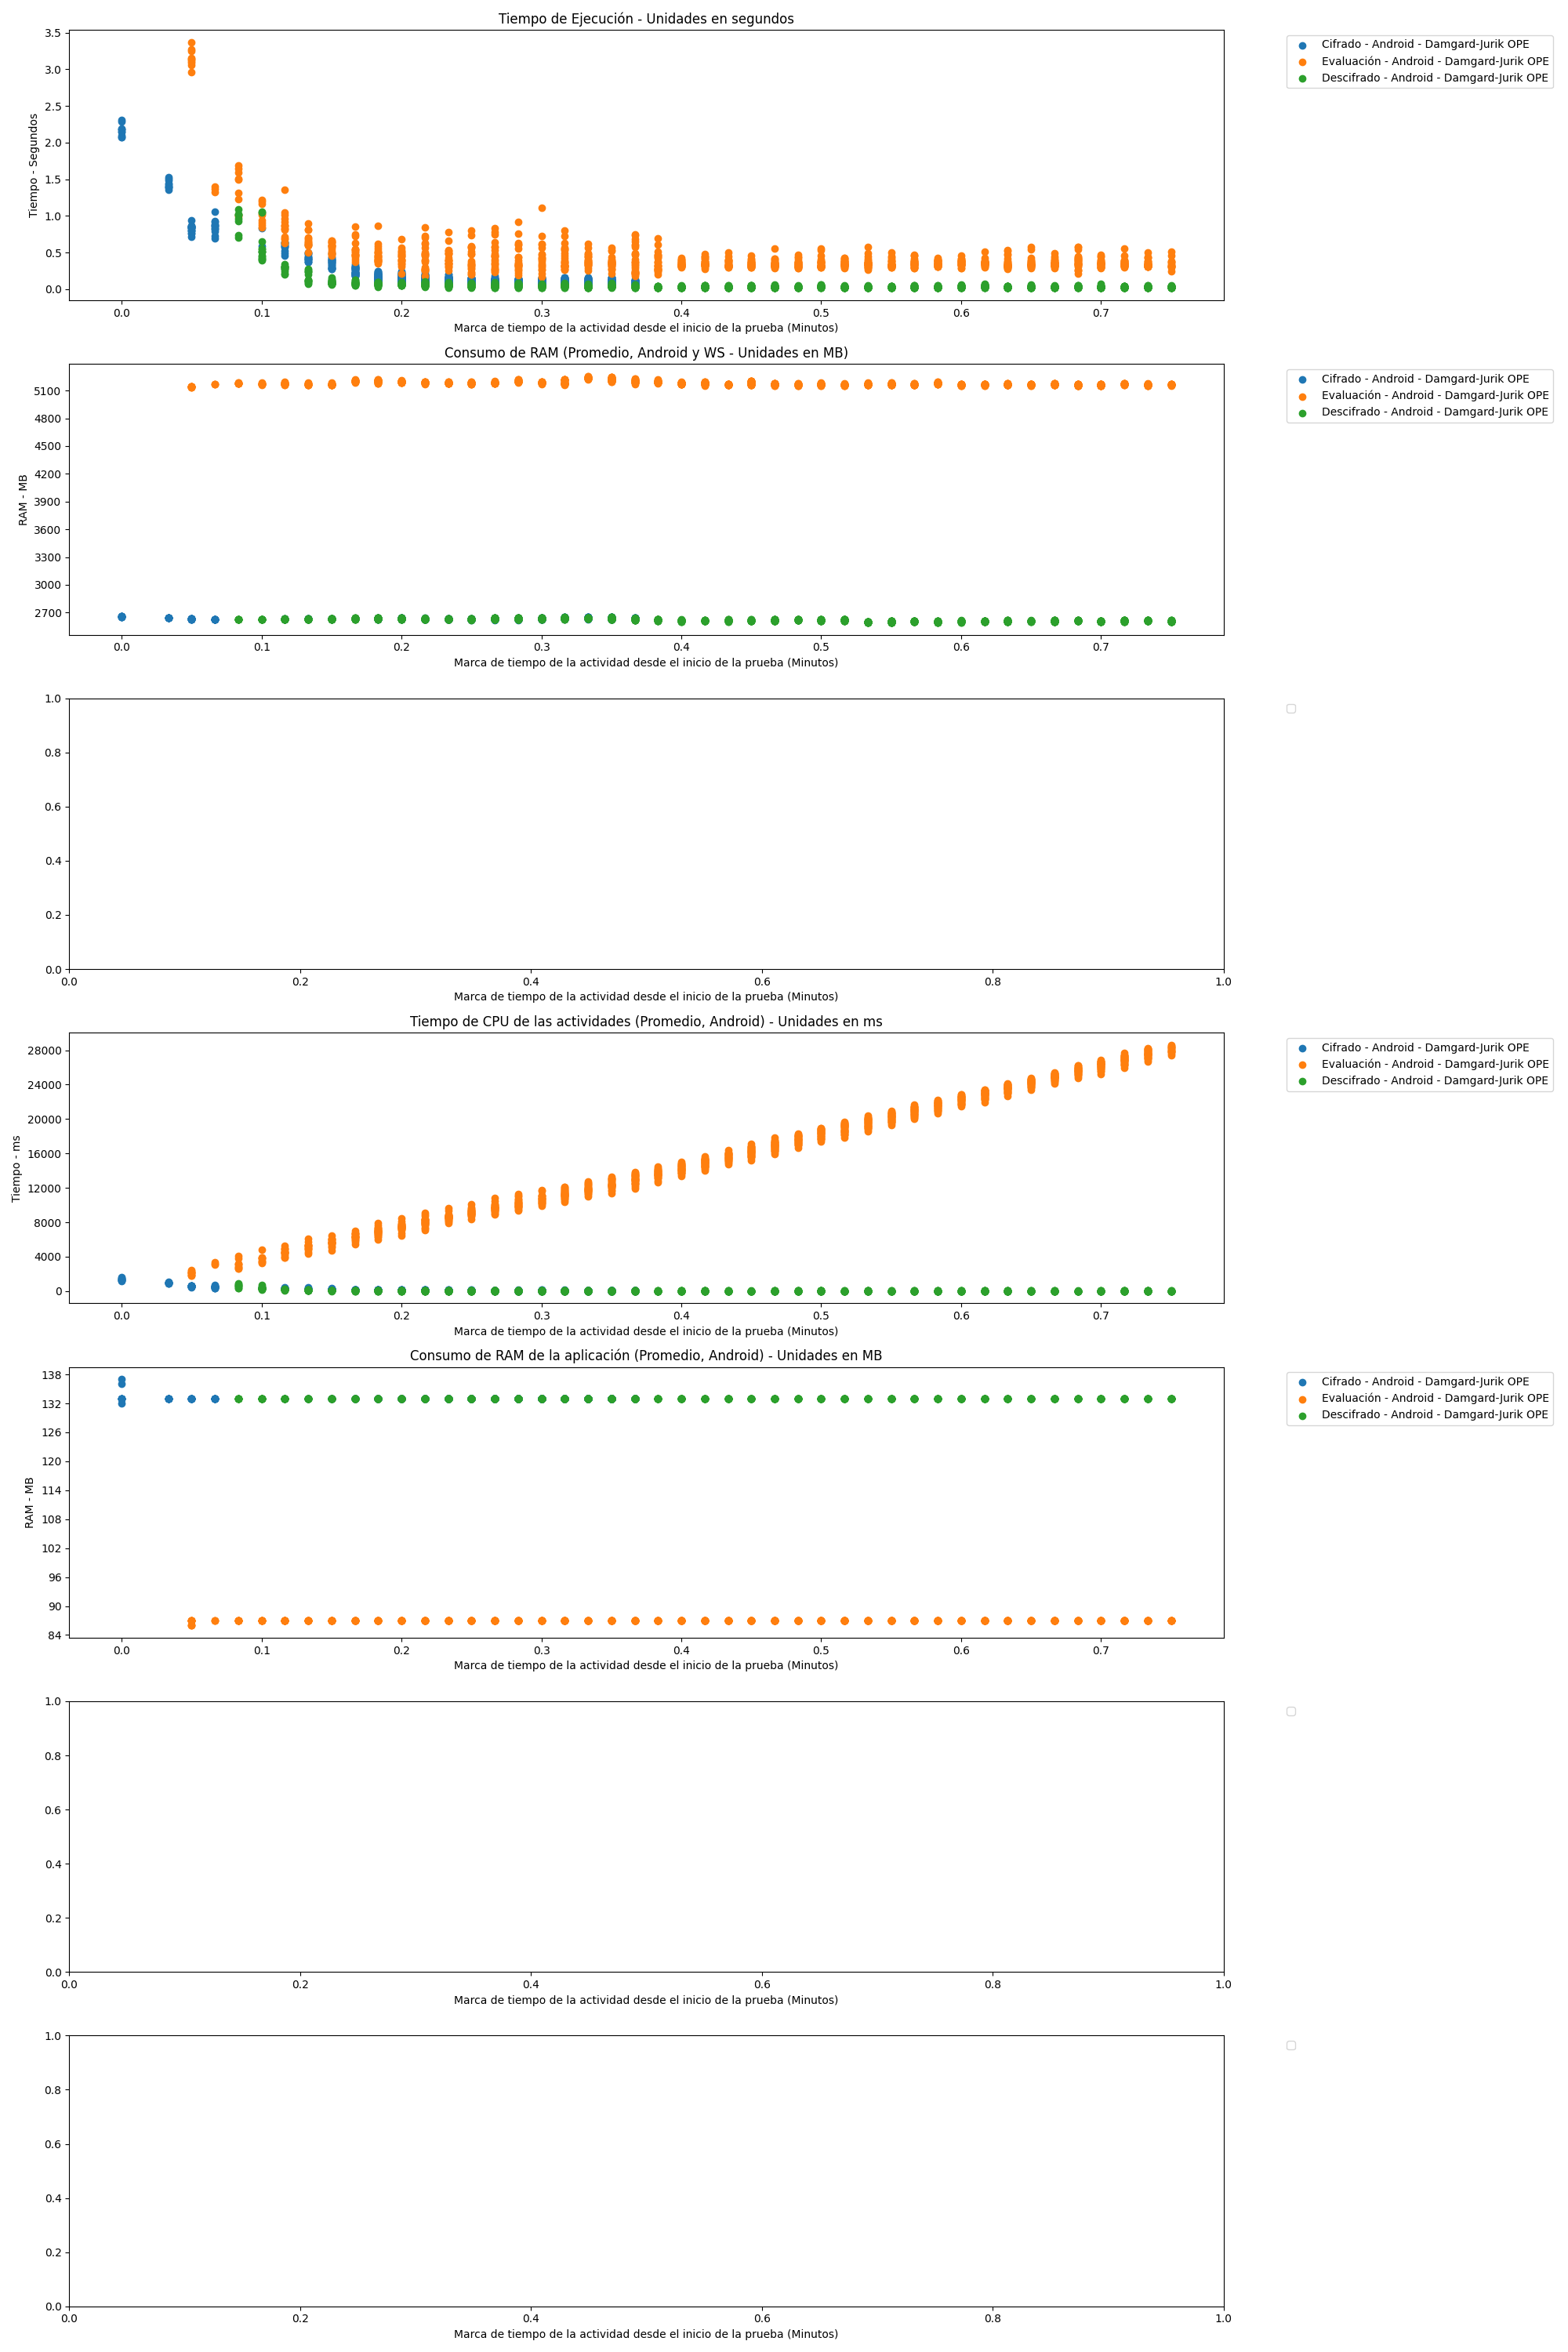 Tiempo de Ejecución - Unidades en segundos
3.5
3.0
2.5
2.0
1.5
1.0
0.5
0.0
Tiempo - Segundos
0.0 0.1 0.2 0.3 0.4 0.5 0.6 0.7
Marca de tiempo de la actividad desde el inicio de la prueba (Minutos)
Cifrado - Android - Damgard-Jurik OPE
Evaluación - Android - Damgard-Jurik OPE
Descifrado - Android - Damgard-Jurik OPE
Consumo de RAM (Promedio, Android y WS - Unidades en MB)
5100
4800
4500
4200
3900
3600
3300
3000
2700
RAM - MB
0.0 0.1 0.2 0.3 0.4 0.5 0.6 0.7
Marca de tiempo de la actividad desde el inicio de la prueba (Minutos)
Cifrado - Android - Damgard-Jurik OPE
Evaluación - Android - Damgard-Jurik OPE
Descifrado - Android - Damgard-Jurik OPE
1.0
0.8
0.6
0.4
0.2
0.0
0.0 0.2 0.4 0.6 0.8 1.0
Marca de tiempo de la actividad desde el inicio de la prueba (Minutos)
Tiempo de CPU de las actividades (Promedio, Android) - Unidades en ms
28000
24000
20000
16000
12000
8000
4000
0
Tiempo - ms
0.0 0.1 0.2 0.3 0.4 0.5 0.6 0.7
Marca de tiempo de la actividad desde el inicio de la prueba (Minutos)
Cifrado - Android - Damgard-Jurik OPE
Evaluación - Android - Damgard-Jurik OPE
Descifrado - Android - Damgard-Jurik OPE
Consumo de RAM de la aplicación (Promedio, Android) - Unidades en MB
138
132
126
120
114
108
102
96
90
84
RAM - MB
0.0 0.1 0.2 0.3 0.4 0.5 0.6 0.7
Marca de tiempo de la actividad desde el inicio de la prueba (Minutos)
Cifrado - Android - Damgard-Jurik OPE
Evaluación - Android - Damgard-Jurik OPE
Descifrado - Android - Damgard-Jurik OPE
1.0
0.8
0.6
0.4
0.2
0.0
0.0 0.2 0.4 0.6 0.8 1.0
Marca de tiempo de la actividad desde el inicio de la prueba (Minutos)
1.0
0.8
0.6
0.4
0.2
0.0
0.0 0.2 0.4 0.6 0.8 1.0
Marca de tiempo de la actividad desde el inicio de la prueba (Minutos)